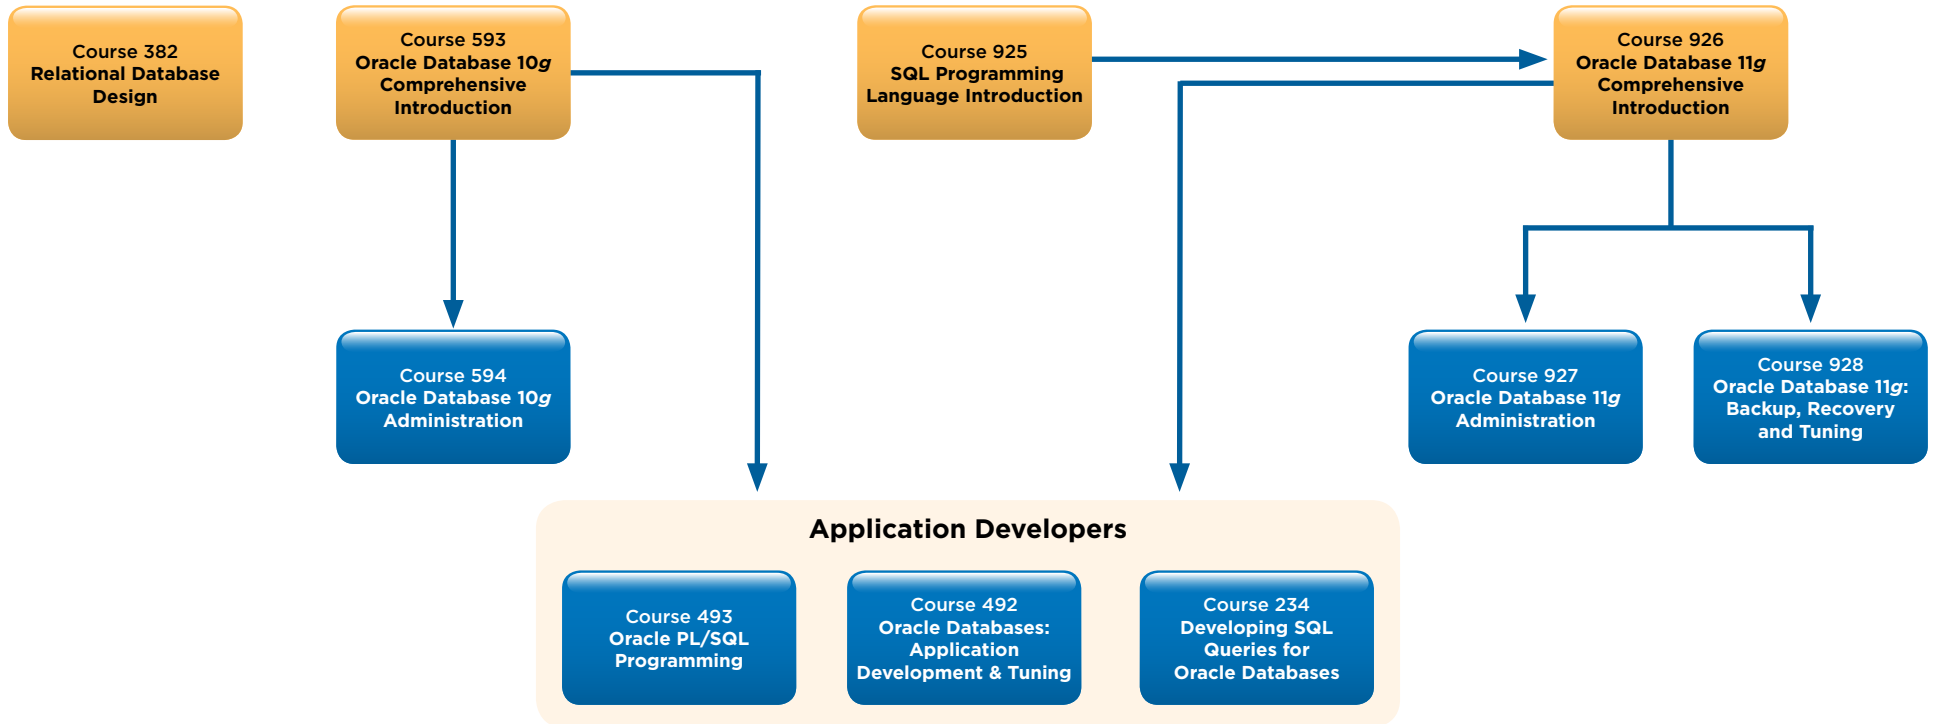 Course 382
Relational Database
Design
Course 593
Oracle Database 10g
Comprehensive
Introduction
Course 925
SQL Programming
Language Introduction
Course 926
Oracle Database 11g
Comprehensive
Introduction
Course 594
Oracle Database 10g
Administration
Course 927
Oracle Database 11g
Administration
Course 928
Oracle Database 11g:
Backup, Recovery
and Tuning
Application Developers
Course 493
Oracle PL/SQL
Programming
Course 492
Oracle Databases:
Application
Development & Tuning
Course 234
Developing SQL
Queries for
Oracle Databases